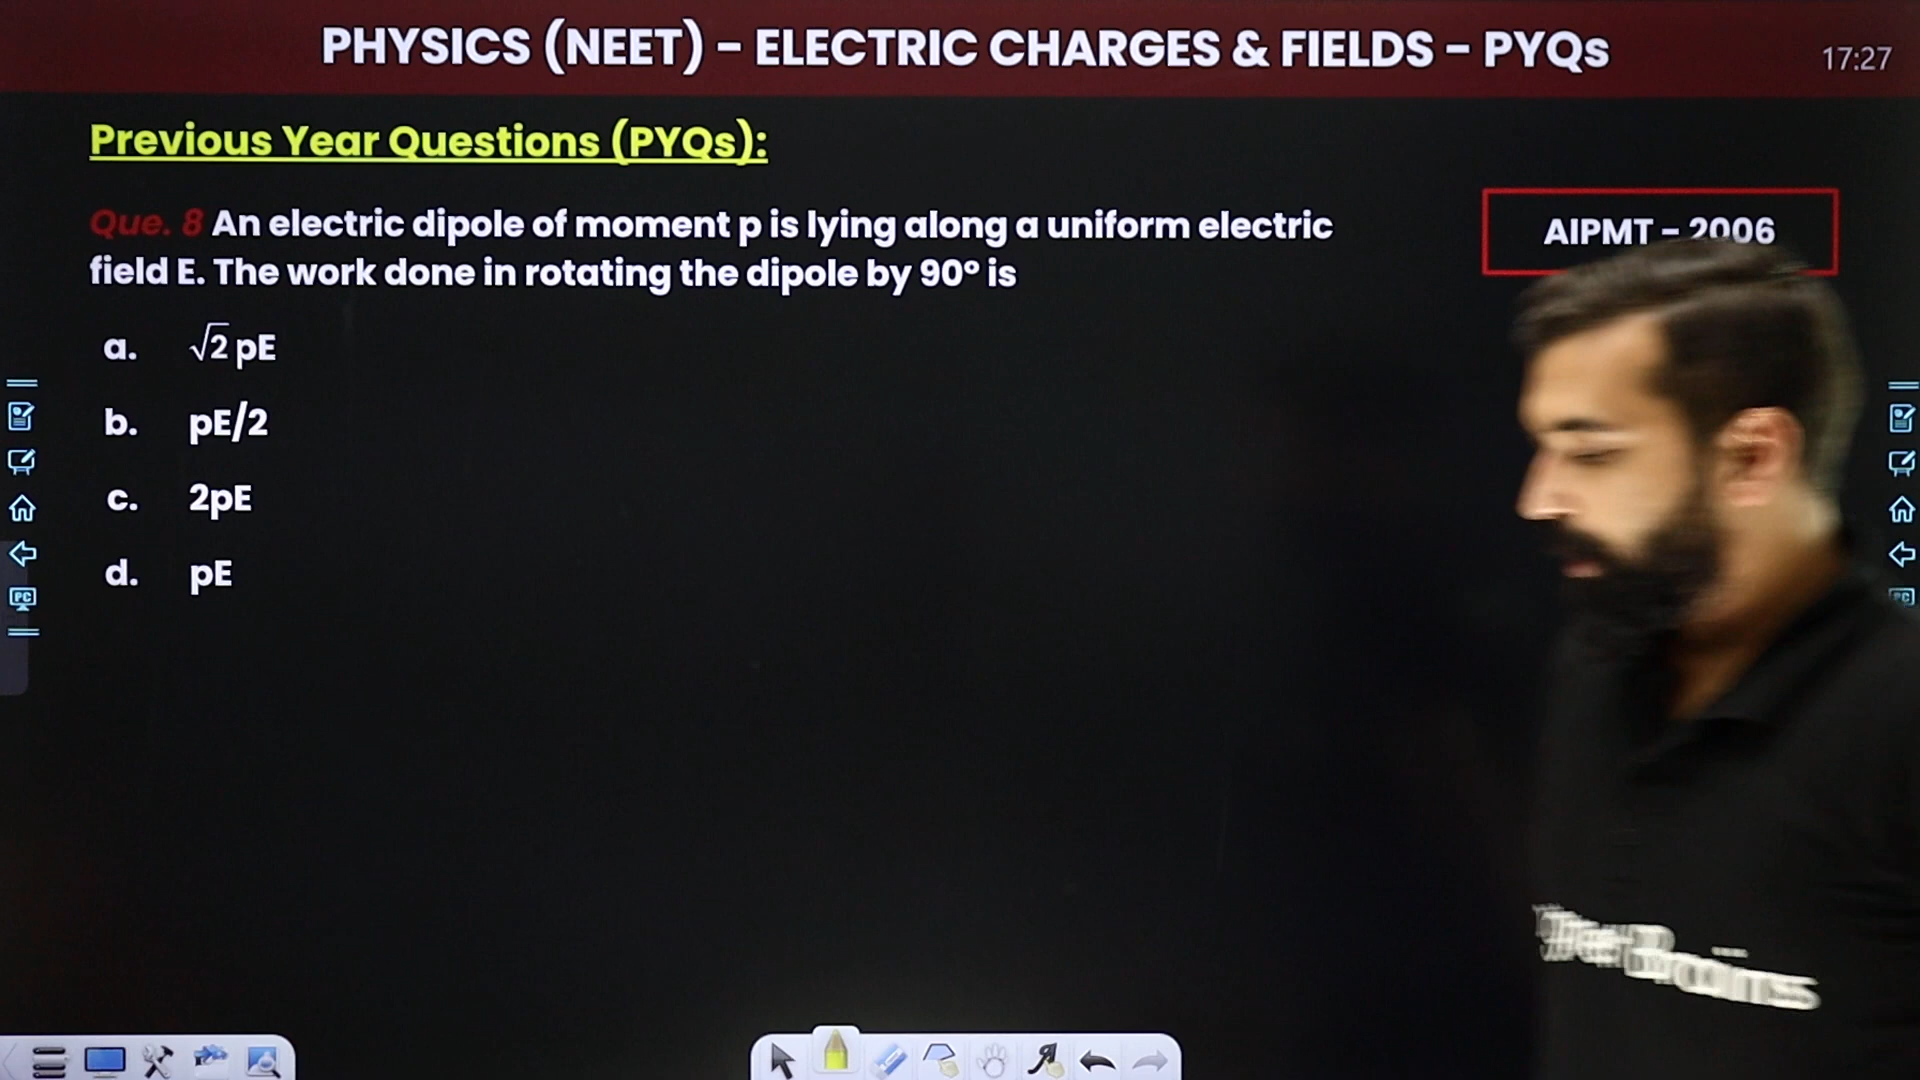 PHYSICS (NEET) – ELECTRIC CHARGES & FIELDS – PYQs
17:27
Previous Year Questions (PYQs):
Que. 8 An electric dipole of moment p is lying along a uniform electric
field E. The work done in rotating the dipole by 90° is
AIPMT – 2006
a. √2 pE
b. pE/2
c. 2pE
d. pE
PC
PC